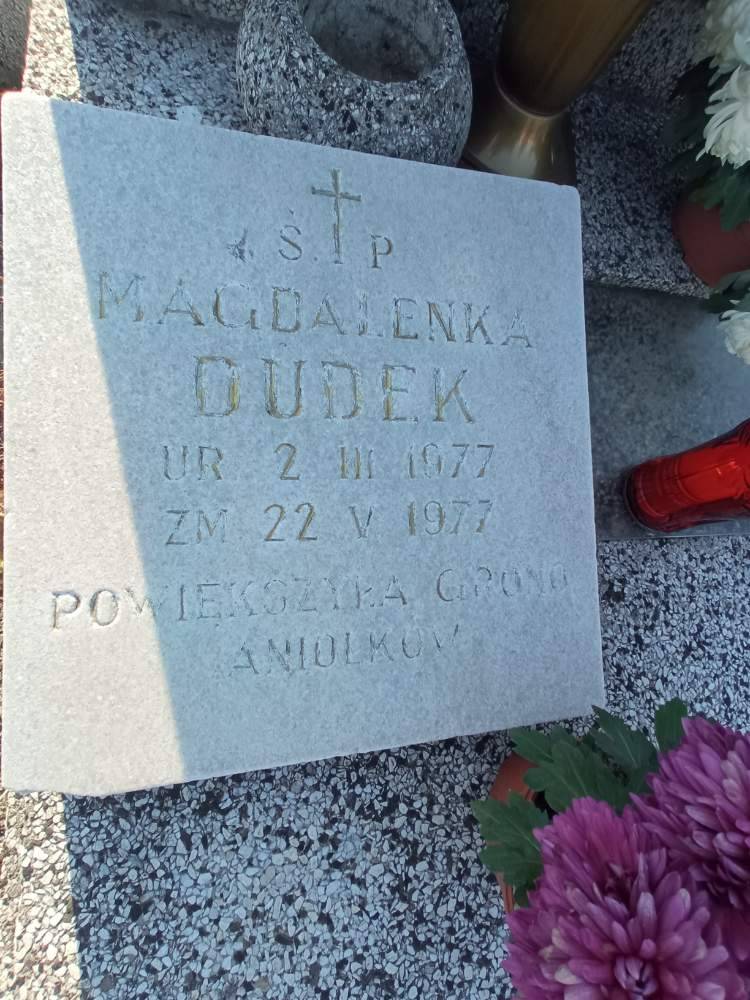 Ś. P
MAGDALENKA
DUDEK
UR 2 III 1977
ZM 22 V 1977
POWIĘKSZYŁA GRONO
ANIOŁKÓW